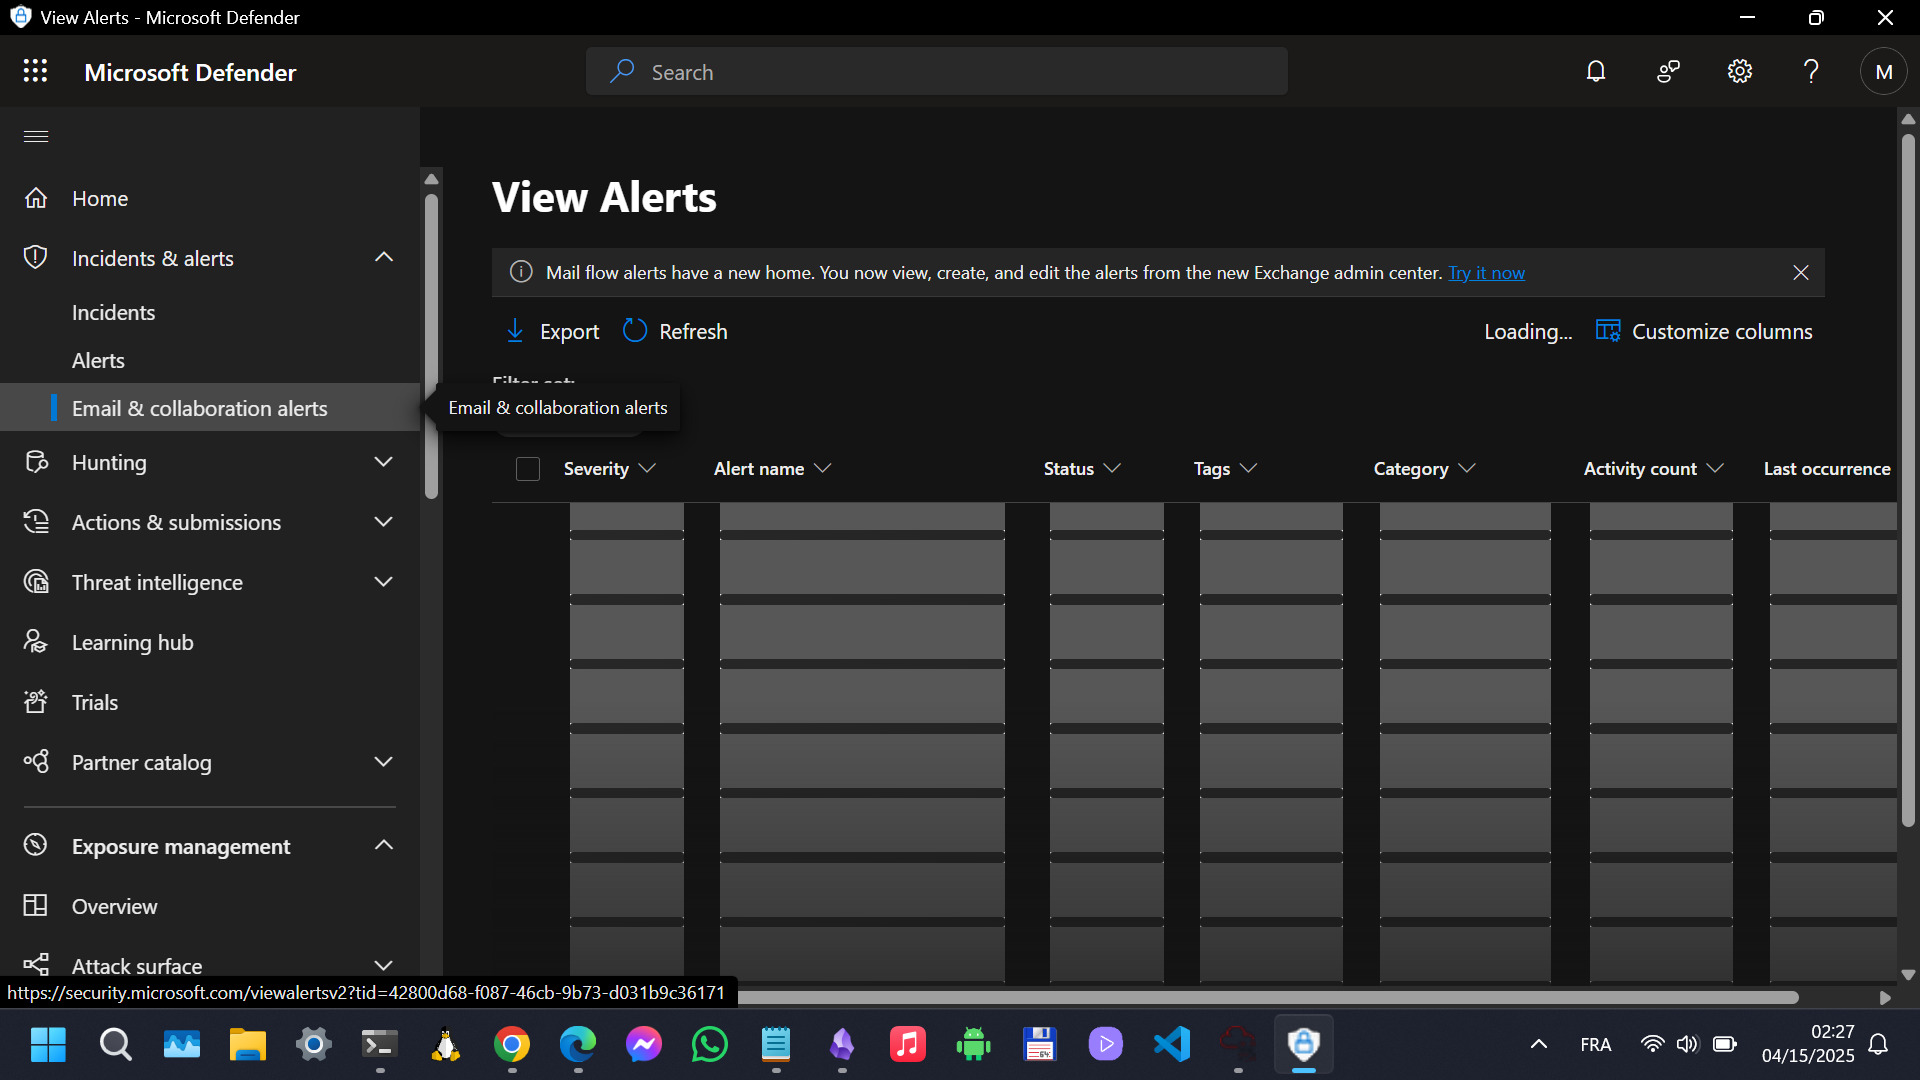 View Alerts - Microsoft Defender
Microsoft Defender
Search
M
Home
Incidents & alerts
Incidents
Alerts
Email & collaboration alerts
Hunting
Actions & submissions
Threat intelligence
Learning hub
Trials
Partner catalog
Exposure management
Overview
Attack surface
View Alerts
Mail flow alerts have a new home. You now view, create, and edit the alerts from the new Exchange admin center. Try it now
Export
Refresh
Loading...
Customize columns
Filter set:
Email & collaboration alerts
Severity
Alert name
Status
Tags
Category
Activity count
Last occurrence
https://security.microsoft.com/viewalertsv2?tid=42800d68-f087-46cb-9b73-d031b9c36171
64
FRA
02:27
04/15/2025